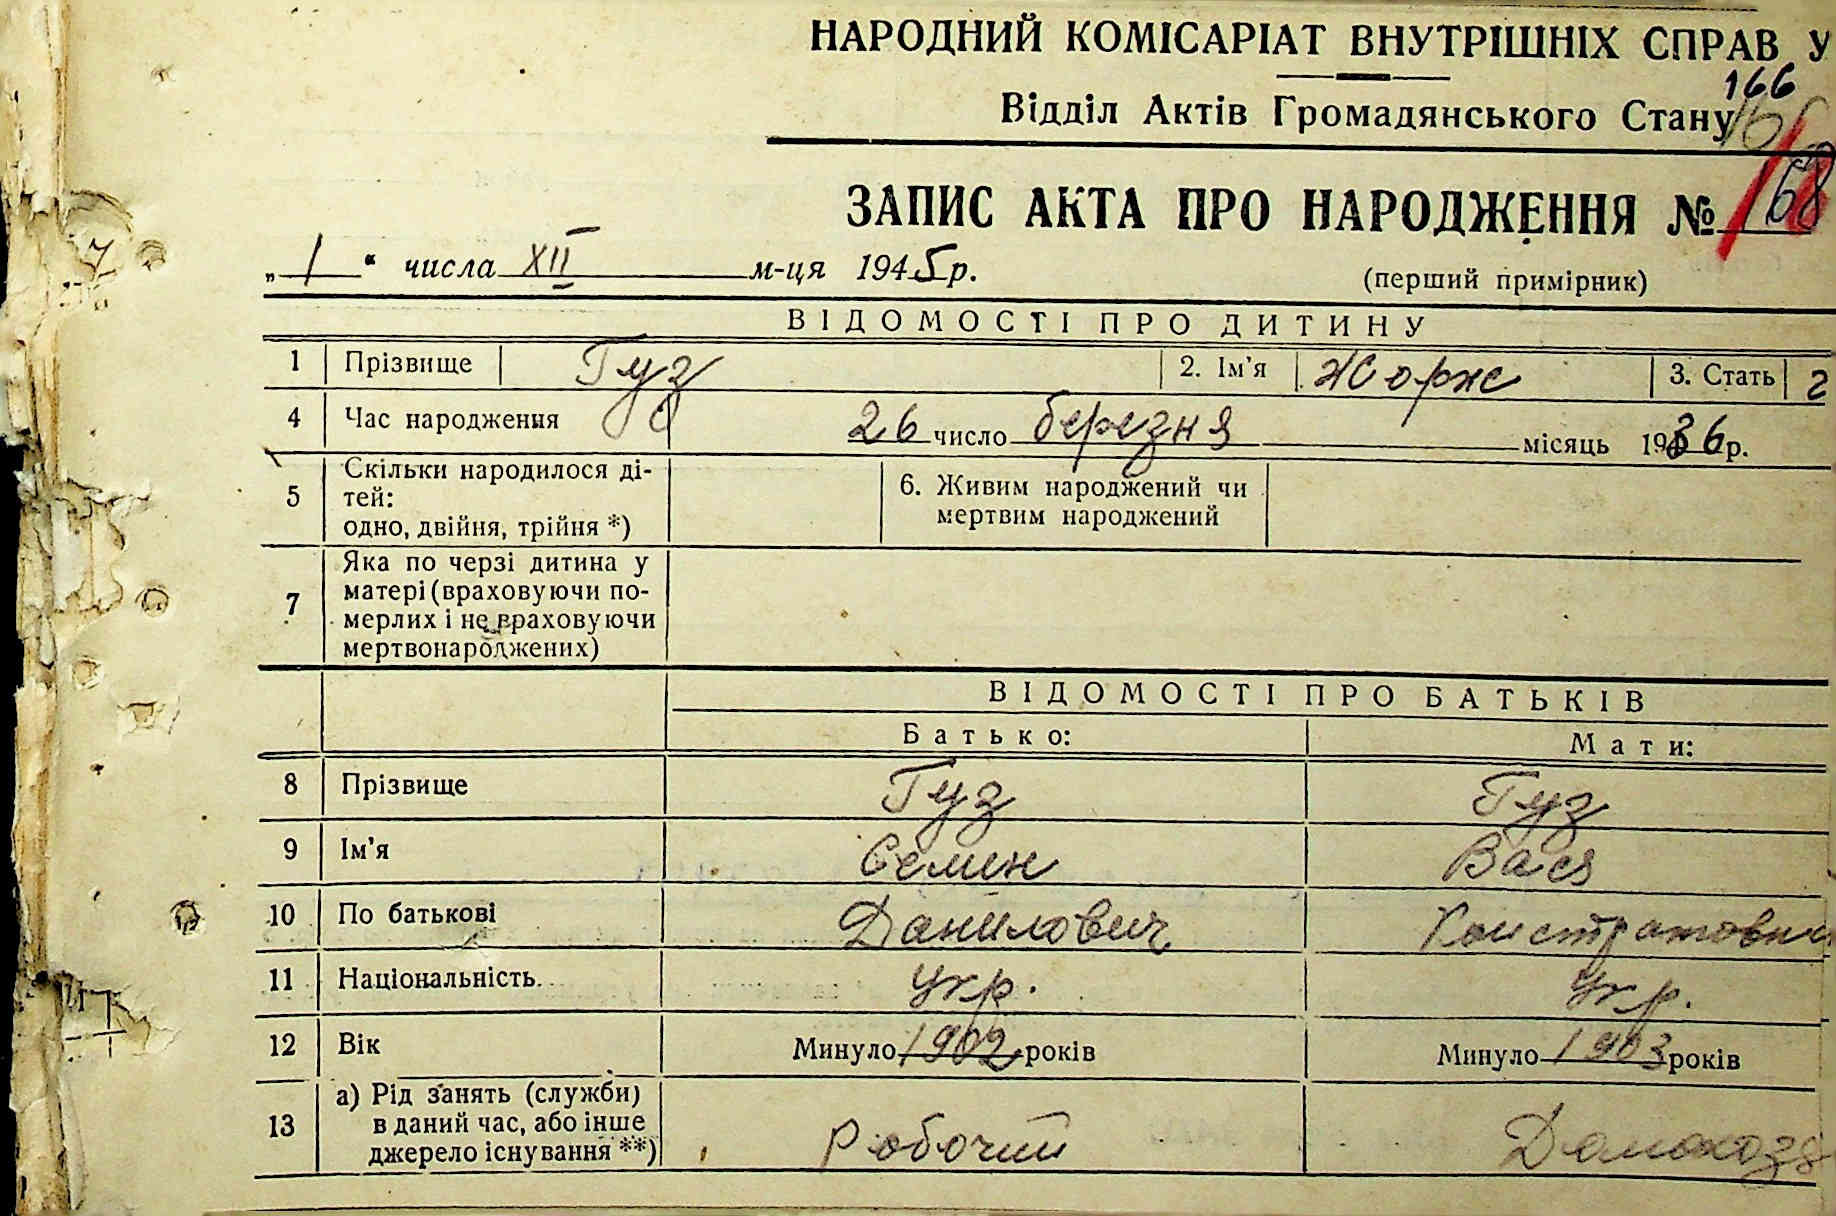 НАРОДНИЙ КОМІСАРІАТ ВНУТРІШНІХ СПРАВ У
166
Відділ Актів Громадянського Стану
ЗАПИС АКТА ПРО НАРОДЖЕННЯ № 168
„ 1 “ числа XII м-ця 1945 р.
(перший примірник)
ВІДОМОСТІ ПРО ДИТИНУ
1 Прізвище Гуз 2. Ім'я Жорж 3. Стать
4 Час народження 26 число березня місяць 1936 р.
5 Скільки народилося ді-
тей:
одно, двійня, трійня *)
6. Живим народжений чи
мертвим народжений
7 Яка по черзі дитина у
матері (враховуючи по-
мерлих і не враховуючи
мертвонароджених)
ВІДОМОСТІ ПРО БАТЬКІВ
Батько: Мати:
8 Прізвище Гуз Гуз
9 Ім'я Семен Вася
10 По батькові Данилович
11 Національність укр. укр.
12 Вік Минуло 1902 років Минуло 1903 років
13 а) Рід занять (служби)
в даний час, або інше
джерело існування **)
Робочий Домохозя